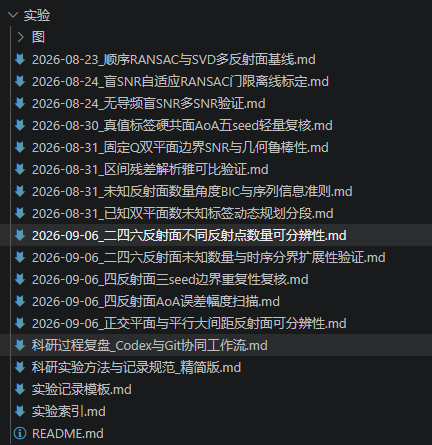 实验
图
2026-08-23_顺序RANSAC与SVD多反射面基线.md
2026-08-24_盲SNR自适应RANSAC门限离线标定.md
2026-08-24_无导频盲SNR多SNR验证.md
2026-08-30_真值标签硬共面AoA五seed轻量复核.md
2026-08-31_固定Q双平面边界SNR与几何鲁棒性.md
2026-08-31_区间残差解析雅可比验证.md
2026-08-31_未知反射面数量角度BIC与序列信息准则.md
2026-08-31_已知双平面数未知标签动态规划分段.md
2026-09-06_二四六反射面不同反射点数量可分辨性.md
2026-09-06_二四六反射面未知数量与时序分界扩展性验证.md
2026-09-06_四反射面三seed边界重复性复核.md
2026-09-06_四反射面AoA误差幅度扫描.md
2026-09-06_正交平面与平行大间距反射面可分辨性.md
科研过程复盘_Codex与Git协同工作流.md
科研实验方法与记录规范_精简版.md
实验记录模板.md
实验索引.md
README.md